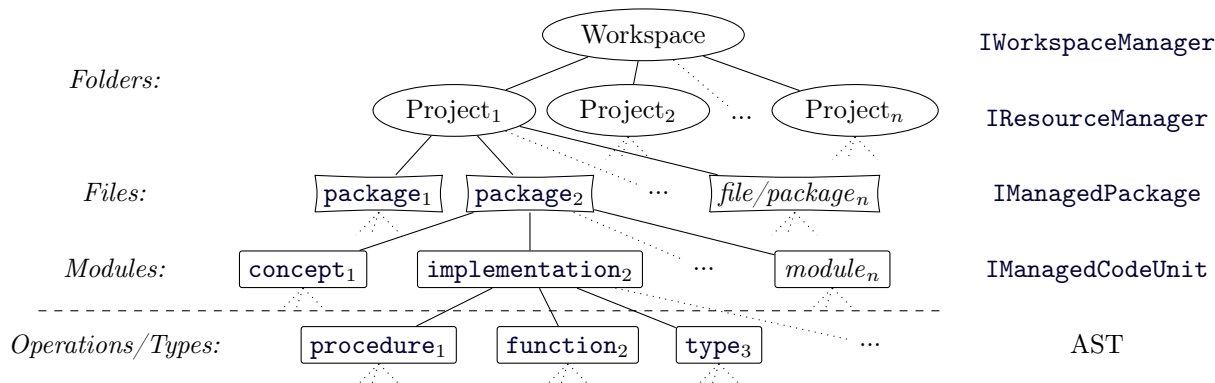 Workspace IWorkspaceManager
Folders:
Project₁ Project₂ ... Projectₙ IResourceManager
Files: package₁ package₂ ... file/packageₙ IManagedPackage
Modules: concept₁ implementation₂ ... moduleₙ IManagedCodeUnit
Operations/Types: procedure₁ function₂ type₃ ... AST